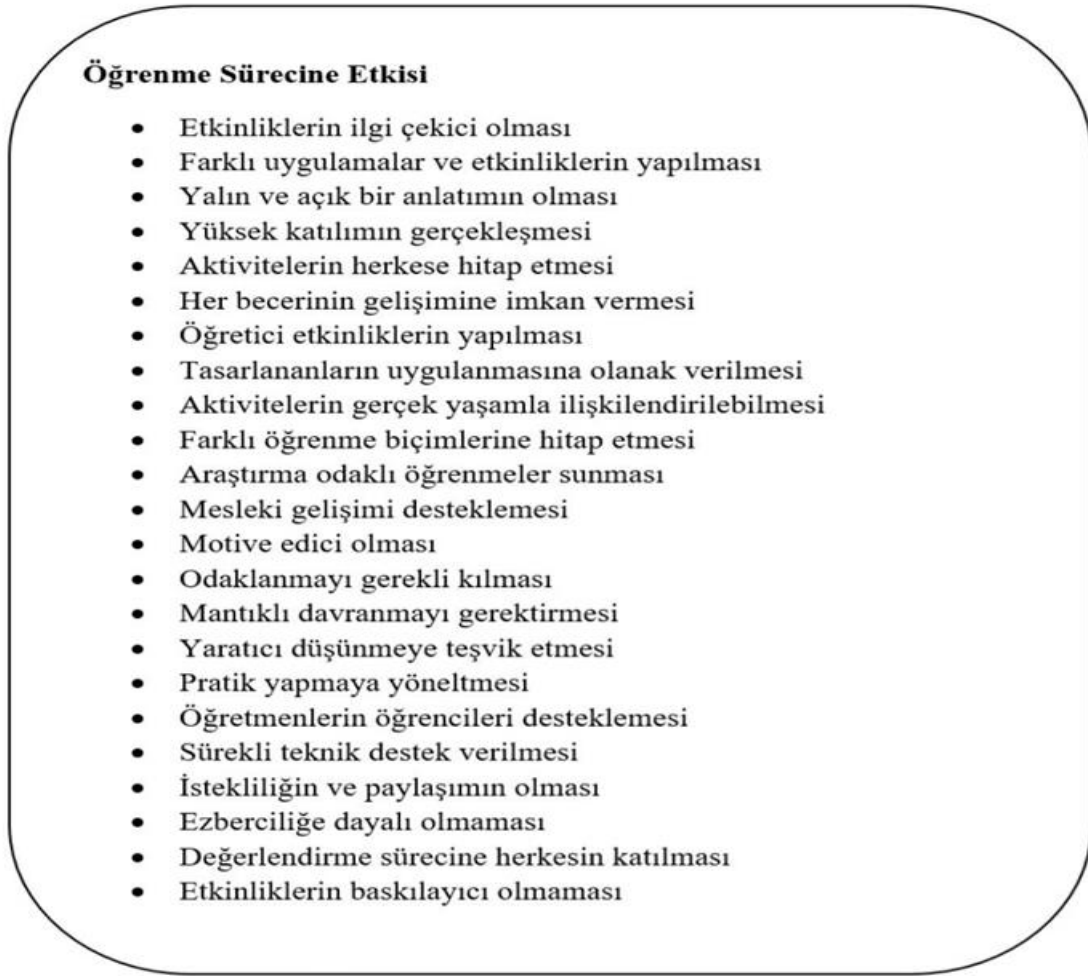 Öğrenme Sürecine Etkisi
• Etkinliklerin ilgi çekici olması
• Farklı uygulamalar ve etkinliklerin yapılması
• Yalın ve açık bir anlatımın olması
• Yüksek katılımın gerçekleşmesi
• Aktivitelerin herkese hitap etmesi
• Her becerinin gelişimine imkan vermesi
• Öğretici etkinliklerin yapılması
• Tasarlananların uygulanmasına olanak verilmesi
• Aktivitelerin gerçek yaşamla ilişkilendirilebilmesi
• Farklı öğrenme biçimlerine hitap etmesi
• Araştırma odaklı öğrenmeler sunması
• Mesleki gelişimi desteklemesi
• Motive edici olması
• Odaklanmayı gerekli kılması
• Mantıklı davranmayı gerektirmesi
• Yaratıcı düşünmeye teşvik etmesi
• Pratik yapmaya yöneltmesi
• Öğretmenlerin öğrencileri desteklemesi
• Sürekli teknik destek verilmesi
• İstekliliğin ve paylaşımın olması
• Ezberciliğe dayalı olmaması
• Değerlendirme sürecine herkesin katılması
• Etkinliklerin baskılayıcı olmaması